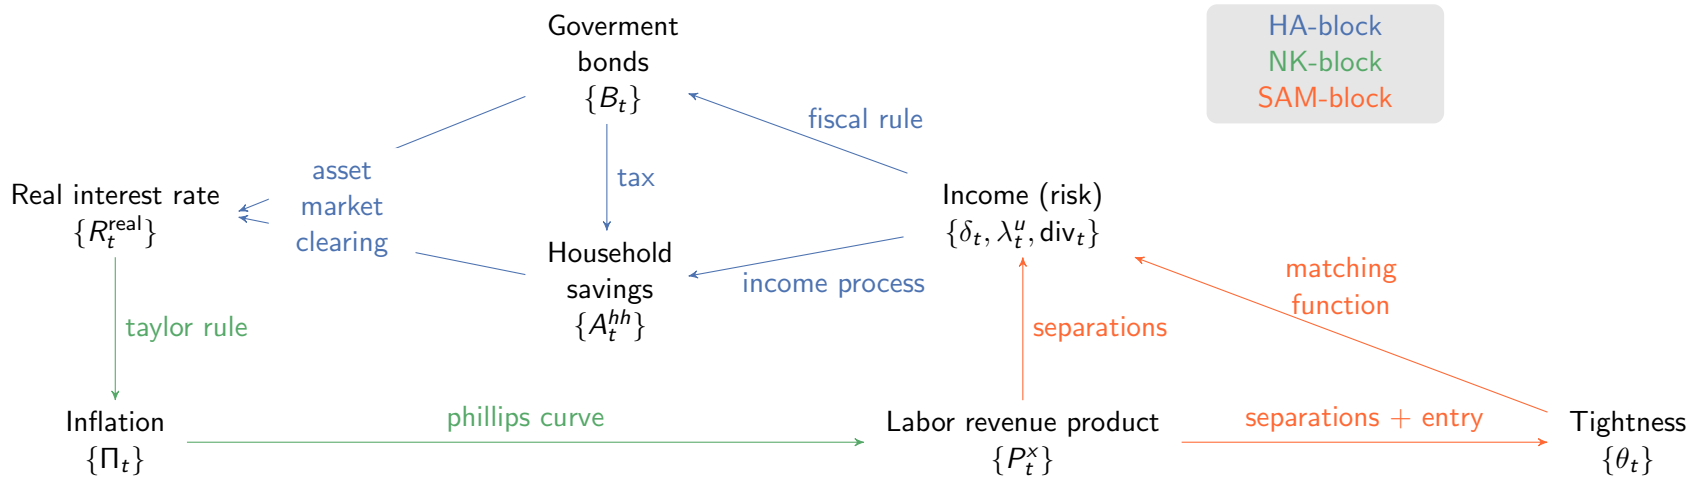 Goverment
bonds
{B_t}
HA-block
NK-block
SAM-block
fiscal rule
asset
market
clearing
tax
Real interest rate
{R_t^real}
Income (risk)
{δ_t, λ_t^u, div_t}
Household
savings
{A_t^hh}
income process
matching
function
taylor rule
separations
Inflation
{Π_t}
phillips curve
Labor revenue product
{P_t^x}
separations + entry
Tightness
{θ_t}